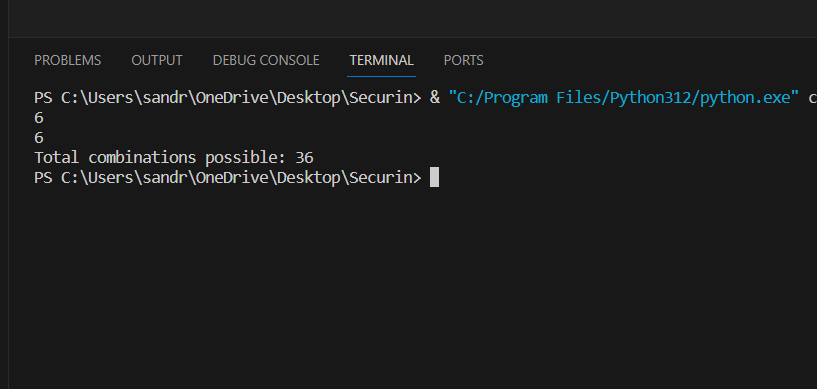 PROBLEMS OUTPUT DEBUG CONSOLE TERMINAL PORTS
PS C:\Users\sandr\OneDrive\Desktop\Securin> & "C:/Program Files/Python312/python.exe" c
6
6
Total combinations possible: 36
PS C:\Users\sandr\OneDrive\Desktop\Securin>